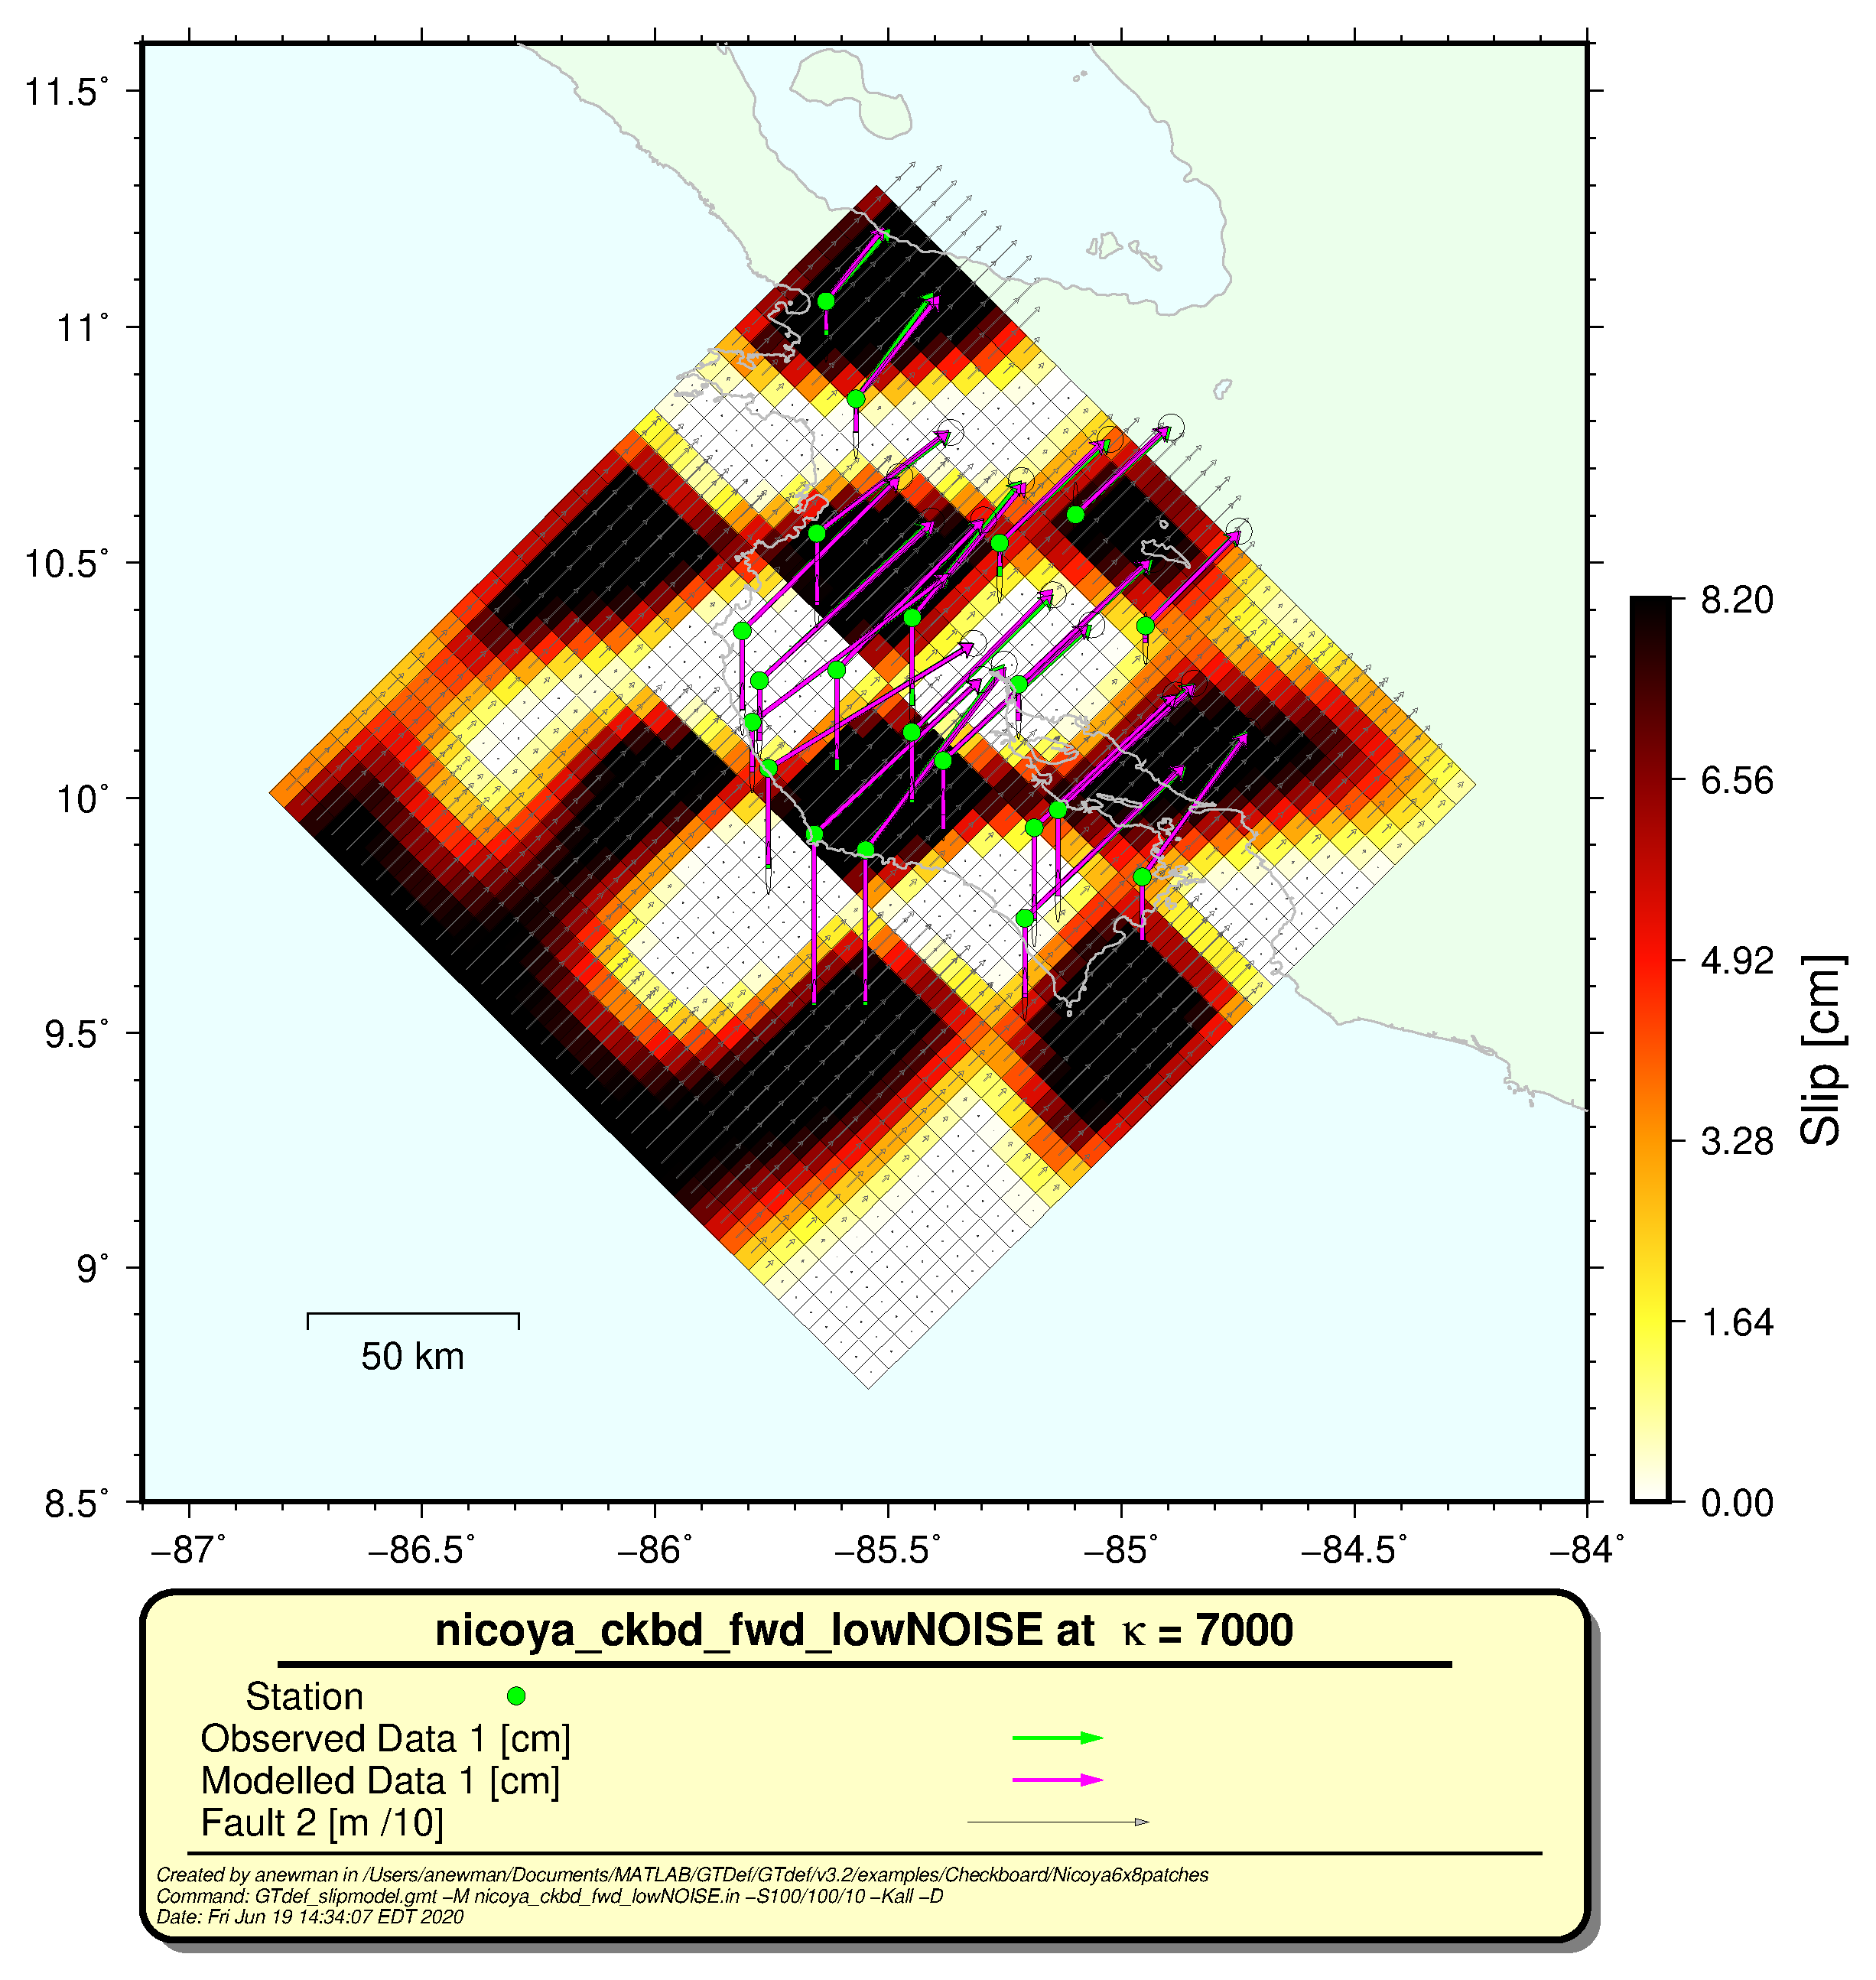 11.5°
11°
10.5°
10°
9.5°
9°
8.5°
−87°
−86.5°
−86°
−85.5°
−85°
−84.5°
−84°
50 km
8.20
6.56
4.92
3.28
1.64
0.00
Slip [cm]
nicoya_ckbd_fwd_lowNOISE at κ = 7000
Station
Observed Data 1 [cm]
Modelled Data 1 [cm]
Fault 2 [m /10]
Created by anewman in /Users/anewman/Documents/MATLAB/GTDef/GTdef/v3.2/examples/Checkboard/Nicoya6x8patches
Command: GTdef_slipmodel.gmt −M nicoya_ckbd_fwd_lowNOISE.in −S100/100/10 −Kall −D
Date: Fri Jun 19 14:34:07 EDT 2020